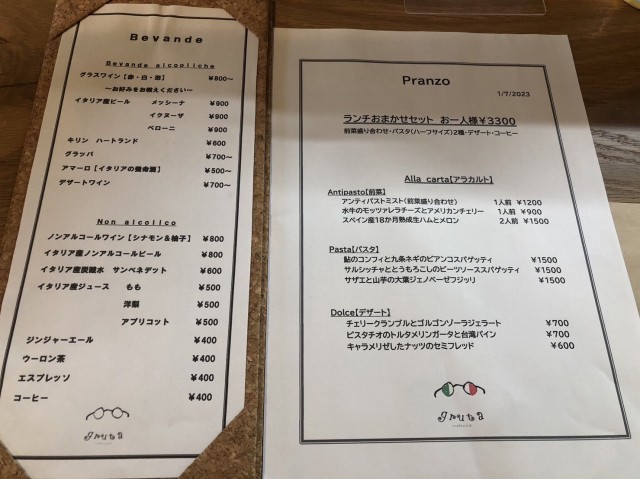 Bevande
Bevande alcooliche
グラスワイン【赤・白・泡】 ¥800～
～お好みをお教えください～
イタリア産ビール メッシーナ ¥900
イクヌーザ ¥900
ペローニ ¥900
キリン ハートランド ¥600
グラッパ ¥700～
アマーロ【イタリアの養命酒】 ¥500～
デザートワイン ¥700～
Non alcolico
ノンアルコールワイン【シナモン&柚子】 ¥800
イタリア産ノンアルコールビール ¥800
イタリア産炭酸水 サンベネデット ¥600
イタリア産ジュース もも ¥500
洋梨 ¥500
アプリコット ¥500
ジンジャーエール ¥400
ウーロン茶 ¥400
エスプレッソ ¥400
コーヒー ¥400
gruta
Pranzo
1/7/2023
ランチおまかせセット お一人様¥3300
前菜盛り合わせ・パスタ(ハーフサイズ)2種・デザート・コーヒー
Alla carta【アラカルト】
Antipasto【前菜】
アンティパストミスト(前菜盛り合わせ) 1人前 ¥1200
水牛のモッツァレラチーズとアメリカンチェリー 1人前 ¥900
スペイン産18か月熟成生ハムとメロン 2人前 ¥1500
Pasta【パスタ】
鮎のコンフィと九条ネギのビアンコスパゲッティ ¥1500
サルシッチャととうもろこしのビーツソーススパゲッティ ¥1500
サザエと山芋の大葉ジェノベーゼフジッリ ¥1500
Dolce【デザート】
チェリークランブルとゴルゴンゾーラジェラート ¥700
ピスタチオのトルタメリンガータと台湾パイン ¥700
キャラメリゼしたナッツのセミフレッド ¥600
gruta